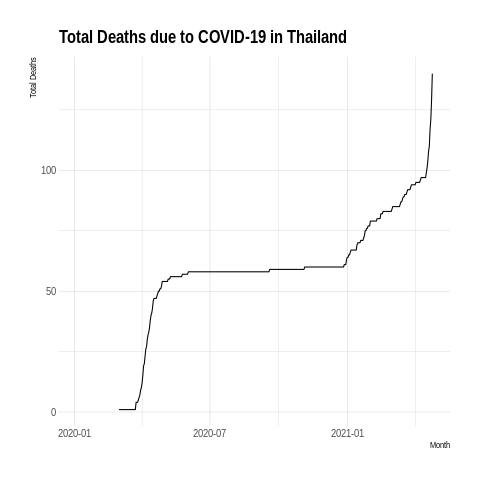 Total Deaths due to COVID-19 in Thailand
Total Deaths
100
50
0
2020-01
2020-07
2021-01
Month